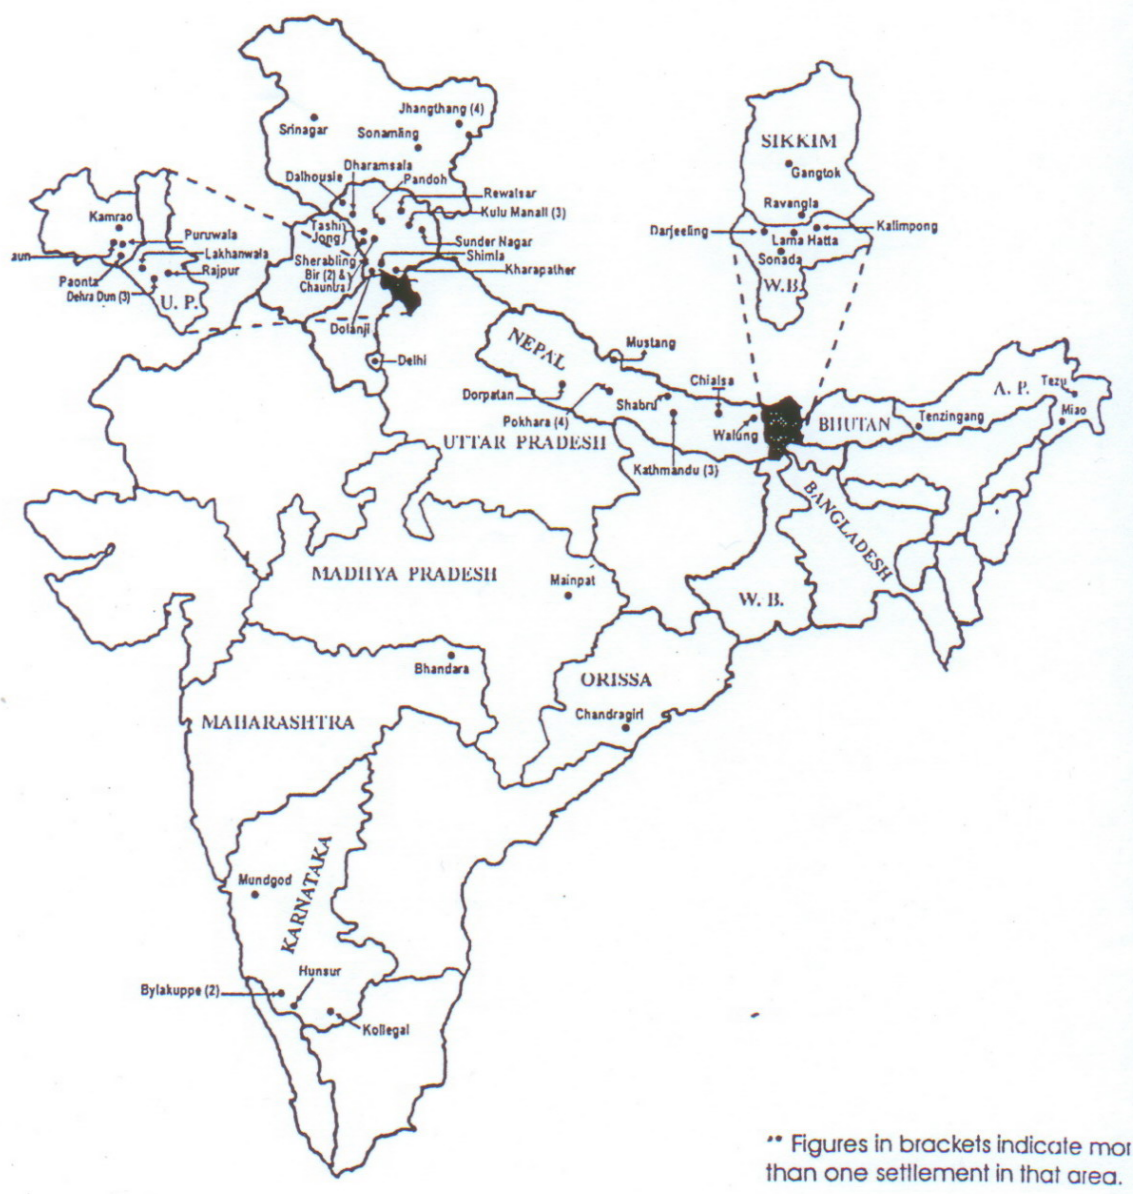 Jhangthang (4)
Srinagar
Sonamāng
Dharamsala
Dalhousie
Pandoh
Rewalsar
Kulu Manali (3)
Tashi
Jong
Sunder Nagar
Shimla
Sherabling
Bir (2) &
Chauntra
Kharapather
Dolanji
Delhi
Kamrao
Puruwala
aun
Lakhanwala
Rajpur
Paonta
Dehra Dun (3)
U. P.
SIKKIM
Gangtok
Ravangla
Darjeeling
Kalimpong
Lama Hatta
Sonada
W.B.
NEPAL
Mustang
Dorpatan
Chialsa
Shabru
Pokhara (4)
Walung
Kathmandu (3)
BHUTAN
A. P.
Tezu
Miao
Tenzingang
UTTAR PRADESH
BANGLADESH
MADHYA PRADESH
Mainpat
W. B.
Bhandara
ORISSA
Chandragiri
MAHARASHTRA
KARNATAKA
Mundgod
Hunsur
Bylakuppe (2)
Kollegal
** Figures in brackets indicate mor
than one settlement in that area.